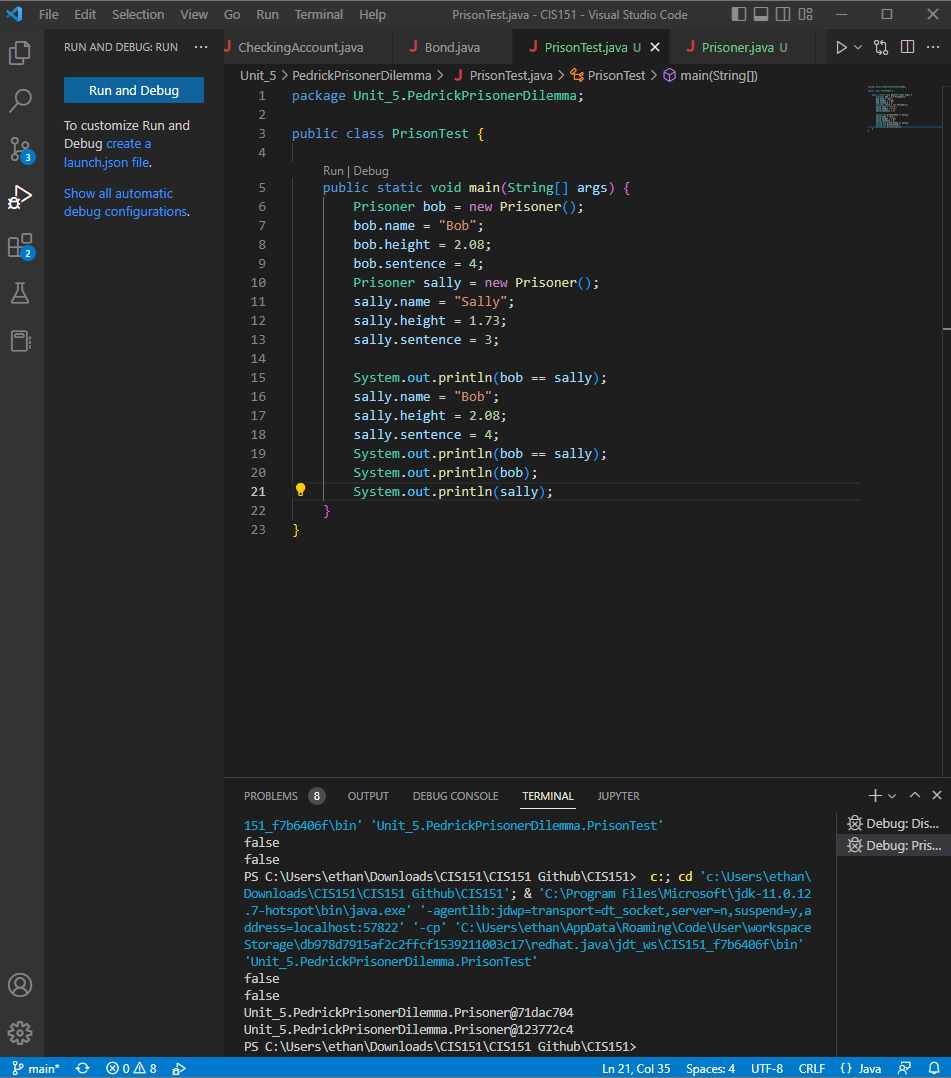 File Edit Selection View Go Run Terminal Help PrisonTest.java - CIS151 - Visual Studio Code
RUN AND DEBUG: RUN ···
CheckingAccount.java Bond.java PrisonTest.java U Prisoner.java U
Unit_5 > PedrickPrisonerDilemma > PrisonTest.java > PrisonTest > main(String[])
Run and Debug
To customize Run and
Debug create a
launch.json file.
Show all automatic
debug configurations.
3
2
1 package Unit_5.PedrickPrisonerDilemma;
2
3 public class PrisonTest {
4
Run | Debug
5 public static void main(String[] args) {
6 Prisoner bob = new Prisoner();
7 bob.name = "Bob";
8 bob.height = 2.08;
9 bob.sentence = 4;
10 Prisoner sally = new Prisoner();
11 sally.name = "Sally";
12 sally.height = 1.73;
13 sally.sentence = 3;
14
15 System.out.println(bob == sally);
16 sally.name = "Bob";
17 sally.height = 2.08;
18 sally.sentence = 4;
19 System.out.println(bob == sally);
20 System.out.println(bob);
21 System.out.println(sally);
22 }
23 }
PROBLEMS 8 OUTPUT DEBUG CONSOLE TERMINAL JUPYTER
Debug: Dis...
Debug: Pris...
151_f7b6406f\bin' 'Unit_5.PedrickPrisonerDilemma.PrisonTest'
false
false
PS C:\Users\ethan\Downloads\CIS151\CIS151 Github\CIS151> c:; cd 'c:\Users\ethan\
Downloads\CIS151\CIS151 Github\CIS151'; & 'C:\Program Files\Microsoft\jdk-11.0.12
.7-hotspot\bin\java.exe' '-agentlib:jdwp=transport=dt_socket,server=n,suspend=y,a
ddress=localhost:57822' '-cp' 'C:\Users\ethan\AppData\Roaming\Code\User\workspace
Storage\db978d7915af2c2ffcf1539211003c17\redhat.java\jdt_ws\CIS151_f7b6406f\bin'
'Unit_5.PedrickPrisonerDilemma.PrisonTest'
false
false
Unit_5.PedrickPrisonerDilemma.Prisoner@71dac704
Unit_5.PedrickPrisonerDilemma.Prisoner@123772c4
PS C:\Users\ethan\Downloads\CIS151\CIS151 Github\CIS151>
main* 0 8 Ln 21, Col 35 Spaces: 4 UTF-8 CRLF {} Java